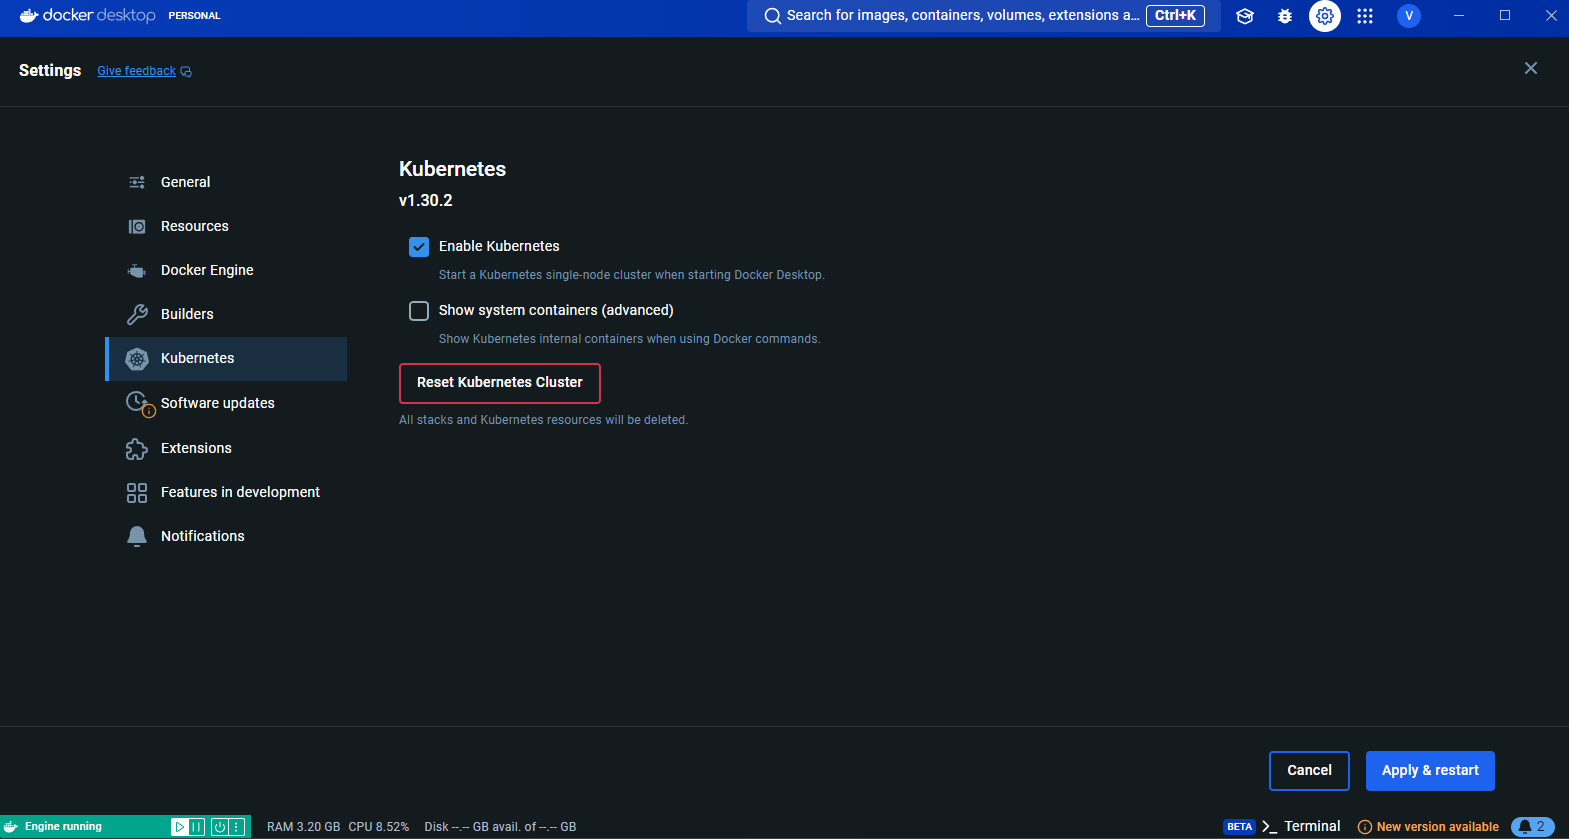 docker desktop PERSONAL
Search for images, containers, volumes, extensions a... Ctrl+K
V
Settings Give feedback
General
Resources
Docker Engine
Builders
Kubernetes
Software updates
Extensions
Features in development
Notifications
Kubernetes
v1.30.2
Enable Kubernetes
Start a Kubernetes single-node cluster when starting Docker Desktop.
Show system containers (advanced)
Show Kubernetes internal containers when using Docker commands.
Reset Kubernetes Cluster
All stacks and Kubernetes resources will be deleted.
Cancel Apply & restart
Engine running RAM 3.20 GB CPU 8.52% Disk --.-- GB avail. of --.-- GB BETA >_ Terminal New version available 2